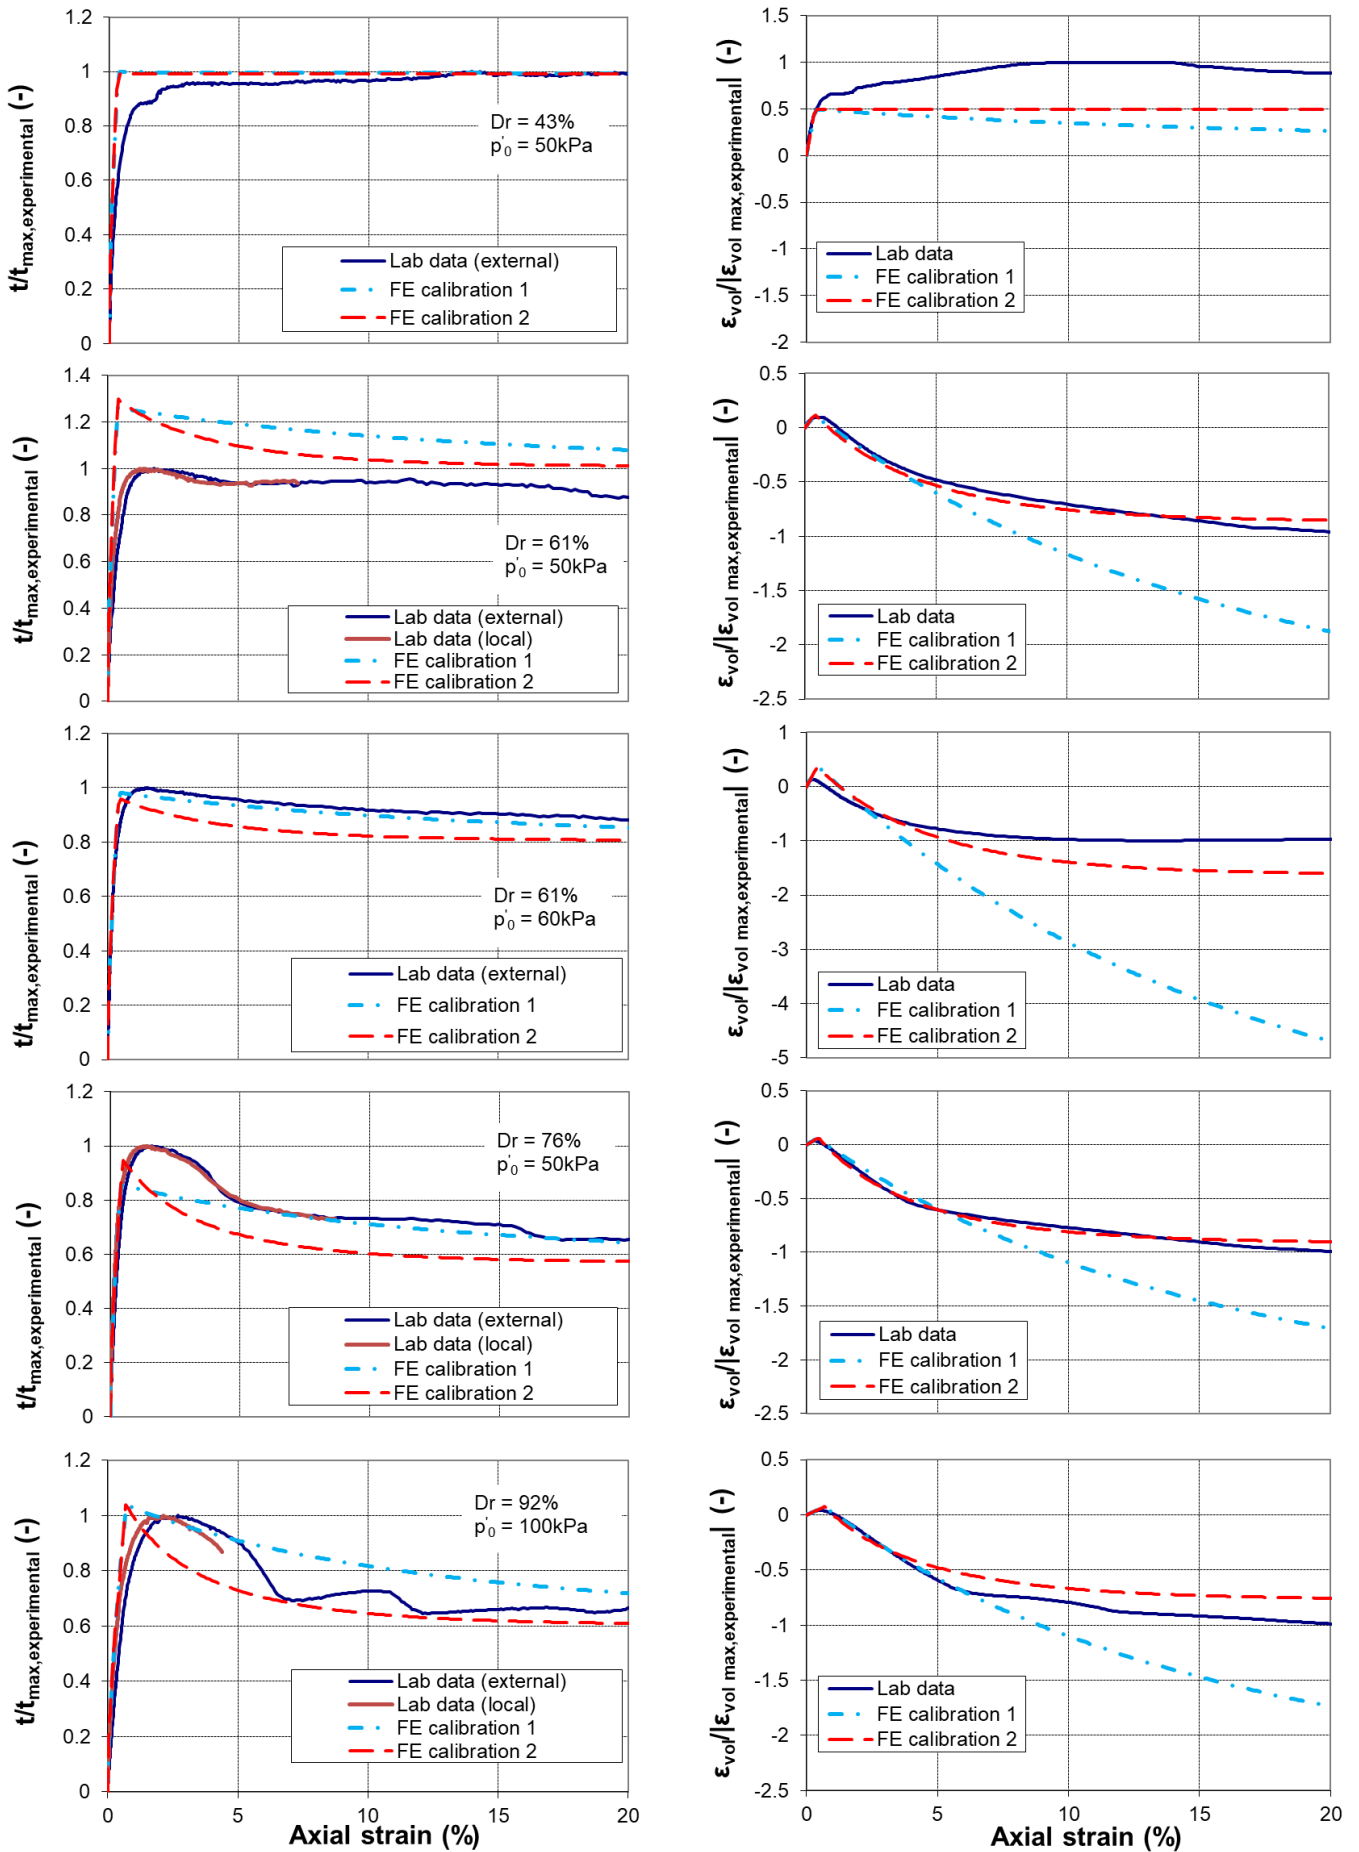 t/tmax,experimental (-)
1.2
1
0.8
0.6
0.4
0.2
0
Dr = 43%
p'0 = 50kPa
Lab data (external)
FE calibration 1
FE calibration 2
εvol/|εvol max,experimental| (-)
1.5
1
0.5
0
-0.5
-1
-1.5
-2
Lab data
FE calibration 1
FE calibration 2
t/tmax,experimental (-)
1.4
1.2
1
0.8
0.6
0.4
0.2
0
Dr = 61%
p'0 = 50kPa
Lab data (external)
Lab data (local)
FE calibration 1
FE calibration 2
εvol/|εvol max,experimental| (-)
0.5
0
-0.5
-1
-1.5
-2
-2.5
Lab data
FE calibration 1
FE calibration 2
t/tmax,experimental (-)
1.2
1
0.8
0.6
0.4
0.2
0
Dr = 61%
p'0 = 60kPa
Lab data (external)
FE calibration 1
FE calibration 2
εvol/|εvol max,experimental| (-)
1
0
-1
-2
-3
-4
-5
Lab data
FE calibration 1
FE calibration 2
t/tmax,experimental (-)
1.2
1
0.8
0.6
0.4
0.2
0
Dr = 76%
p'0 = 50kPa
Lab data (external)
Lab data (local)
FE calibration 1
FE calibration 2
εvol/|εvol max,experimental| (-)
0.5
0
-0.5
-1
-1.5
-2
-2.5
Lab data
FE calibration 1
FE calibration 2
t/tmax,experimental (-)
1.2
1
0.8
0.6
0.4
0.2
0
Dr = 92%
p'0 = 100kPa
Lab data (external)
Lab data (local)
FE calibration 1
FE calibration 2
0 5 10 15 20
Axial strain (%)
εvol/|εvol max,experimental| (-)
0.5
0
-0.5
-1
-1.5
-2
-2.5
Lab data
FE calibration 1
FE calibration 2
0 5 10 15 20
Axial strain (%)